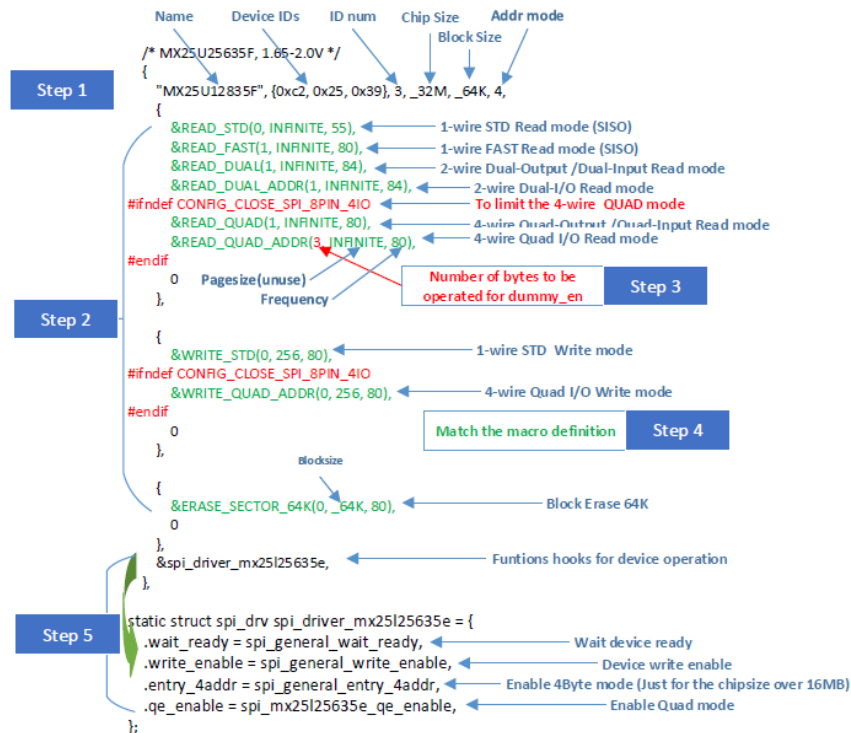 Name Device IDs ID num Chip Size Addr mode
Block Size
/* MX25U25635F, 1.65-2.0V */
Step 1
{
"MX25U12835F", {0xc2, 0x25, 0x39}, 3, _32M, _64K, 4,
{
&READ_STD(0, INFINITE, 55), 1-wire STD Read mode (SISO)
&READ_FAST(1, INFINITE, 80), 1-wire FAST Read mode (SISO)
&READ_DUAL(1, INFINITE, 84), 2-wire Dual-Output /Dual-Input Read mode
&READ_DUAL_ADDR(1, INFINITE, 84), 2-wire Dual-I/O Read mode
#ifndef CONFIG_CLOSE_SPI_8PIN_4IO To limit the 4-wire QUAD mode
&READ_QUAD(1, INFINITE, 80), 4-wire Quad-Output /Quad-Input Read mode
&READ_QUAD_ADDR(3, INFINITE, 80), 4-wire Quad I/O Read mode
#endif
0 Pagesize(unuse) Number of bytes to be
}, Frequency operated for dummy_en Step 3
Step 2
{
&WRITE_STD(0, 256, 80), 1-wire STD Write mode
#ifndef CONFIG_CLOSE_SPI_8PIN_4IO
&WRITE_QUAD_ADDR(0, 256, 80), 4-wire Quad I/O Write mode
#endif
0 Match the macro definition Step 4
},
Blocksize
{
&ERASE_SECTOR_64K(0, _64K, 80), Block Erase 64K
0
},
&spi_driver_mx25l25635e, Funtions hooks for device operation
},
static struct spi_drv spi_driver_mx25l25635e = {
Step 5
.wait_ready = spi_general_wait_ready, Wait device ready
.write_enable = spi_general_write_enable, Device write enable
.entry_4addr = spi_general_entry_4addr, Enable 4Byte mode (Just for the chipsize over 16MB)
.qe_enable = spi_mx25l25635e_qe_enable, Enable Quad mode
};